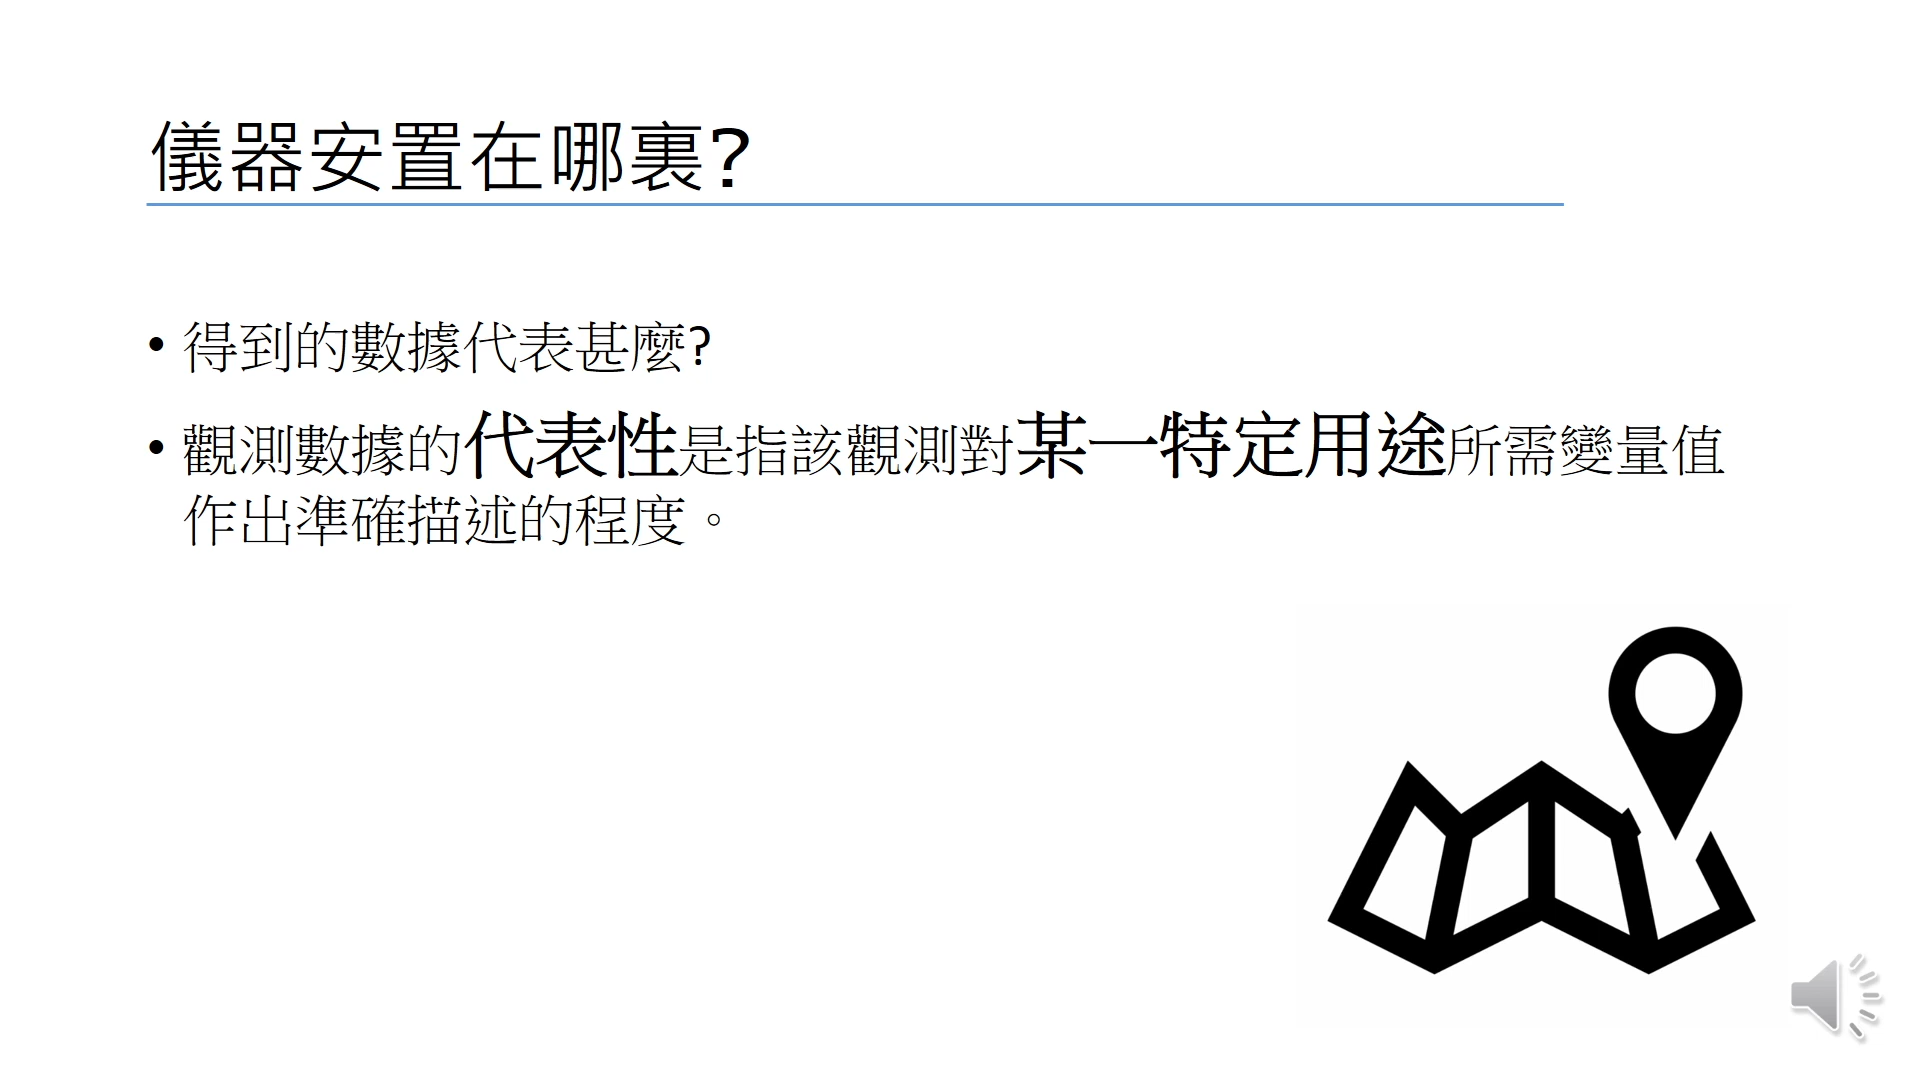 儀器安置在哪裏?
• 得到的數據代表甚麼?
• 觀測數據的代表性是指該觀測對某一特定用途所需變量值
作出準確描述的程度。